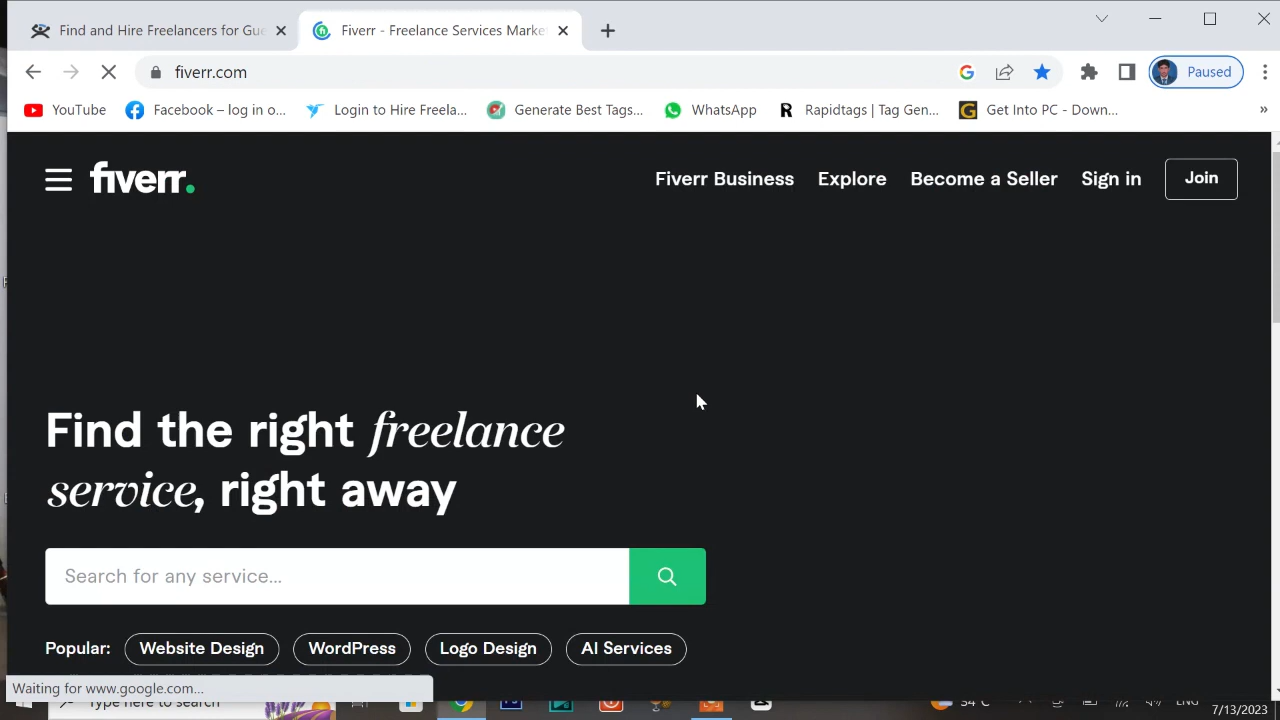 Find and Hire Freelancers for Gue
Fiverr - Freelance Services Marke
fiverr.com
Paused
YouTube
Facebook – log in o...
Login to Hire Freela...
Generate Best Tags...
WhatsApp
Rapidtags | Tag Gen...
Get Into PC - Down...
»
fiverr.
Fiverr Business
Explore
Become a Seller
Sign in
Join
Find the right freelance
service, right away
Search for any service...
Popular:
Website Design
WordPress
Logo Design
AI Services
Waiting for www.google.com...
Type here to search
34°C
ENG
7/13/2023